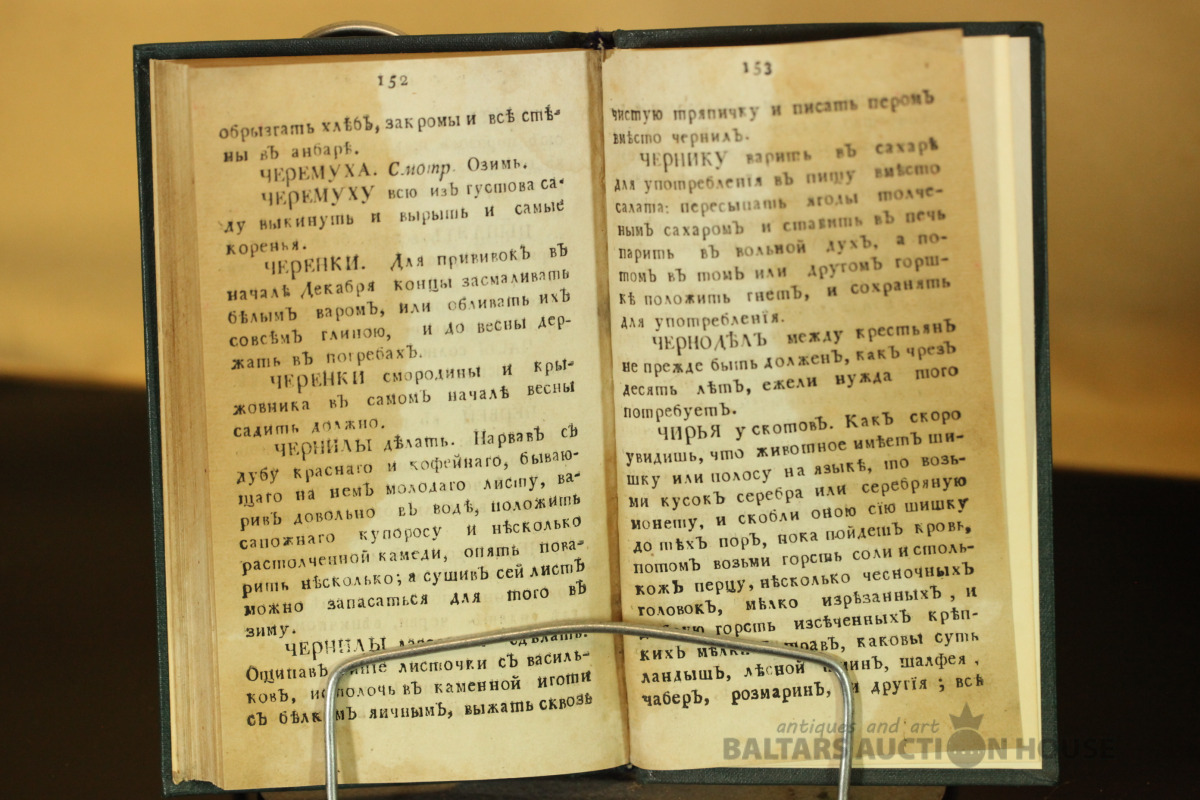 152
обрызгать хлѣбъ, закромы и всѣ стѣ-
ны въ анбарѣ.
ЧЕРЕМУХА. Смотр. Озимь.
ЧЕРЕМУХУ всю изъ густова са-
ду выкинуть и вырыть и самые
коренья.
ЧЕРЕНКИ. Для прививокъ въ
началѣ Декабря концы засмаливать
бѣлымъ варомъ, или обливать ихъ
совсѣмъ глиною, и до весны дер-
жать въ погребахъ.
ЧЕРЕНКИ смородины и кры-
жовника въ самомъ началѣ весны
садить должно.
ЧЕРНИЛЫ дѣлать. Нарвавъ съ
дубу краснаго и кофейнаго, бываю-
щаго на немъ молодаго листу, ва-
ривъ довольно въ водѣ, положить
сапожнаго купоросу и нѣсколько
растолченной камеди, опять пова-
рить нѣсколько; а сушивъ сей листъ
можно запасаться для того въ
зиму.
ЧЕРНИЛЫ сдѣлать.
Ощипавъ листочки съ василь-
ковъ, въ каменной иготи
съ яичнымъ, выжать сквозь
153
чистую тряпичку и писать перомъ
вмѣсто чернилъ.
ЧЕРНИКУ варить въ сахарѣ
для употребленія въ пищу вмѣсто
салата: пересыпать ягоды толче-
нымъ сахаромъ и ставить въ печь
парить въ вольной духъ, а по-
томъ въ томъ или другомъ горш-
кѣ положить гнетъ, и сохранять
для употребленія.
ЧЕРНОДѢЛЪ между крестьянъ
не прежде быть долженъ, какъ чрезъ
десять лѣтъ, ежели нужда того
потребуетъ.
ЧИРЬЯ у скотовъ. Какъ скоро
увидишь, что животное имѣетъ ши-
шку или полосу на языкѣ, то возь-
ми кусокъ серебра или серебряную
монету, и скобли оною сію шишку
до тѣхъ поръ, пока пойдетъ кровь,
потомъ возьми горсть соли и столь-
кожъ перцу, нѣсколько чесночныхъ
головокъ, мѣлко изрѣзанныхъ, и
горсть изсѣченныхъ крѣп-
кихъ травъ, каковы суть
ландышъ, лѣсной шалфея,
чаберъ, розмаринъ, и другія; всѣ
antiques and art
BALTARS AUCTION HOUSE